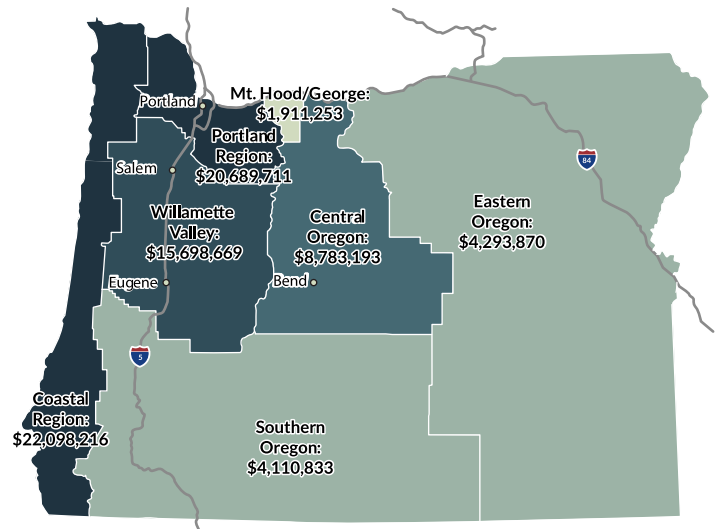 Portland
Mt. Hood/George:
$1,911,253
Portland
Region:
$20,689,711
84
Salem
Willamette
Valley:
$15,698,669
Central
Oregon:
$8,783,193
Eastern
Oregon:
$4,293,870
Eugene
Bend
5
Coastal
Region:
$22,098,216
Southern
Oregon:
$4,110,833